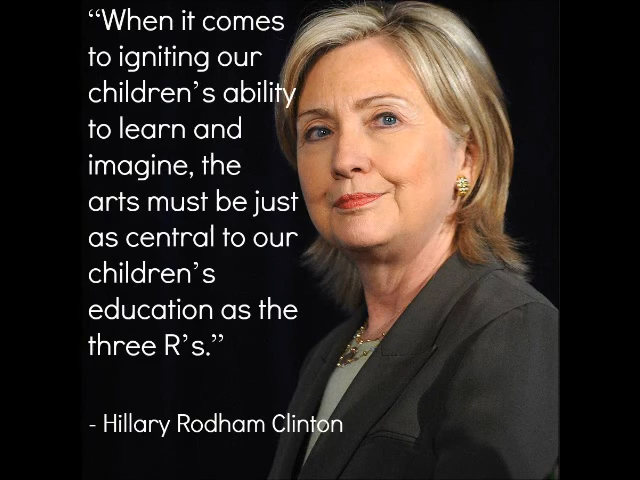 “When it comes
to igniting our
children’s ability
to learn and
imagine, the
arts must be just
as central to our
children’s
education as the
three R’s.”
- Hillary Rodham Clinton